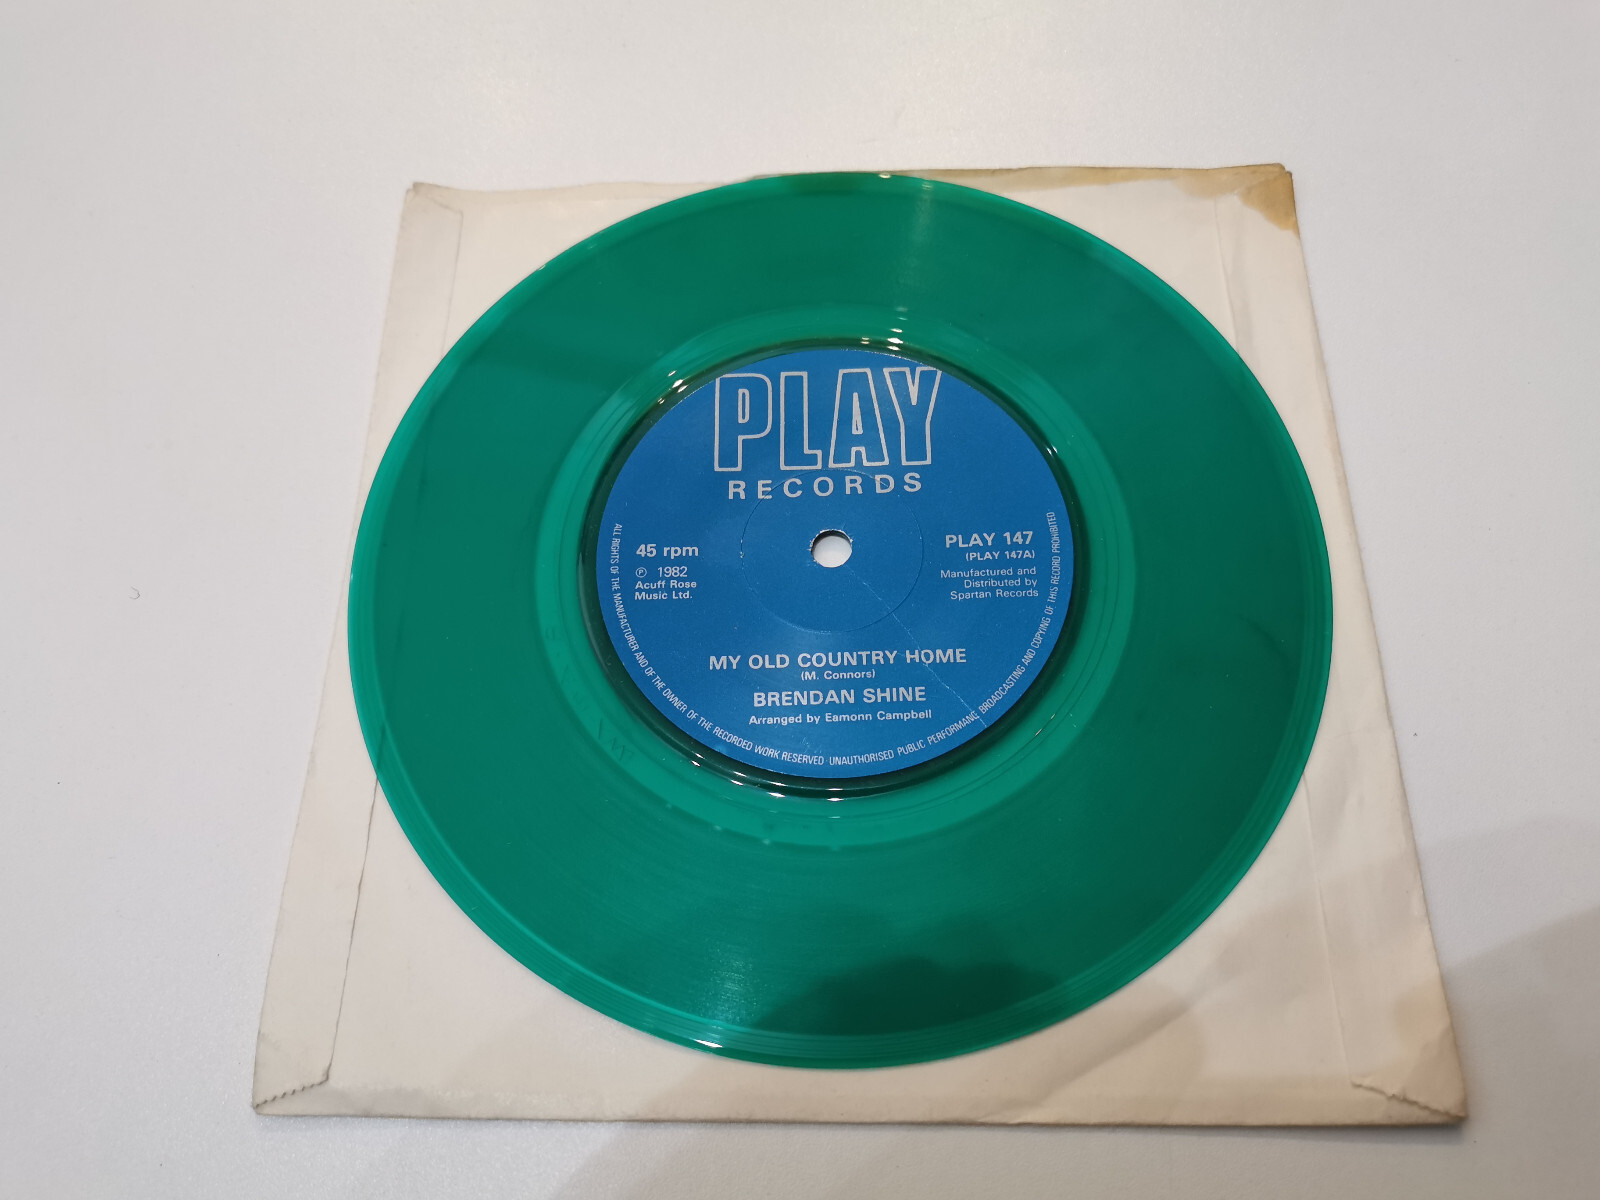 PLAY
RECORDS
45 rpm
℗ 1982
Acuff Rose
Music Ltd.
PLAY 147
(PLAY 147A)
Manufactured and
Distributed by
Spartan Records
MY OLD COUNTRY HOME
(M. Connors)
BRENDAN SHINE
Arranged by Eamonn Campbell
ALL RIGHTS OF THE MANUFACTURER AND OF THE OWNER OF THE RECORDED WORK RESERVED · UNAUTHORISED PUBLIC PERFORMANC BROADCASTING AND COPYING OF THIS RECORD PROHIBITED